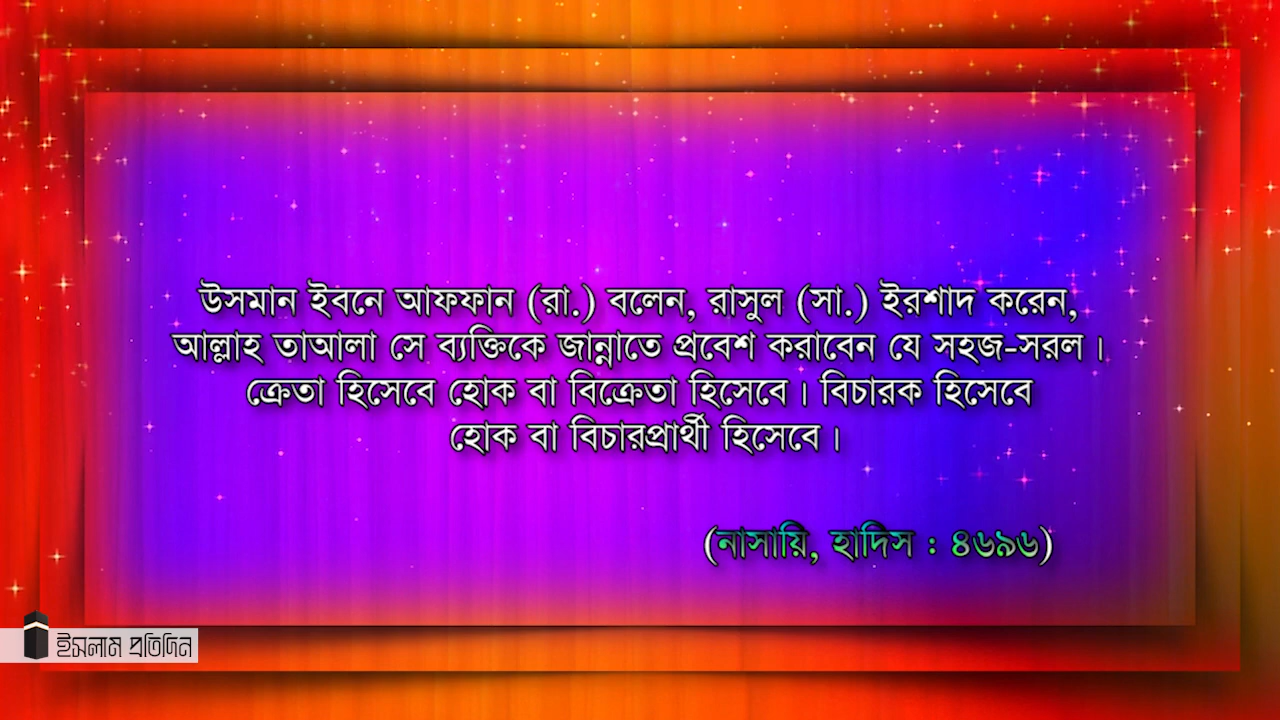 উসমান ইবনে আফফান (রা.) বলেন, রাসুল (সা.) ইরশাদ করেন,
আল্লাহ তাআলা সে ব্যক্তিকে জান্নাতে প্রবেশ করাবেন যে সহজ-সরল।
ক্রেতা হিসেবে হোক বা বিক্রেতা হিসেবে। বিচারক হিসেবে
হোক বা বিচারপ্রার্থী হিসেবে।
(নাসায়ি, হাদিস : ৪৬৯৬)
ইসলাম প্রতিদিন